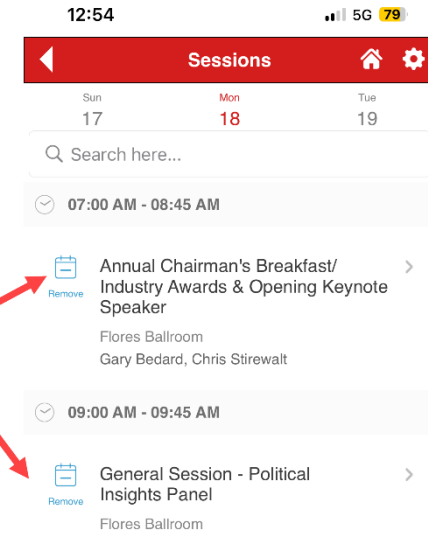 12:54 5G 79
Sessions
Sun Mon Tue
17 18 19
Search here...
07:00 AM - 08:45 AM
Annual Chairman's Breakfast/
Industry Awards & Opening Keynote
Speaker
Remove
Flores Ballroom
Gary Bedard, Chris Stirewalt
09:00 AM - 09:45 AM
General Session - Political
Insights Panel
Remove
Flores Ballroom